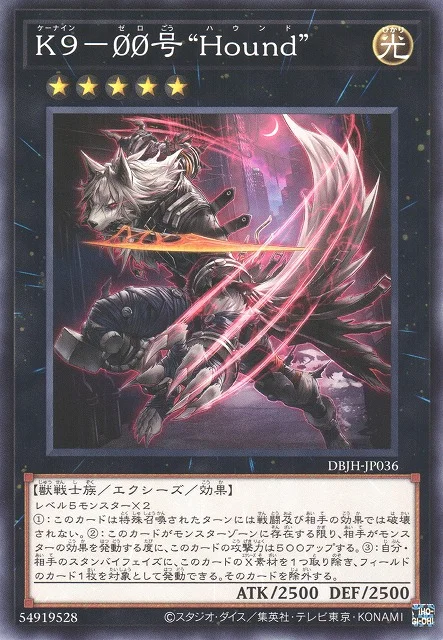 K9－ØØ号“Hound”
光
DBJH-JP036
【獣戦士族／エクシーズ／効果】
レベル５モンスター×２
①：このカードは特殊召喚されたターンには戦闘及び相手の効果では破壊
されない。②：このカードがモンスターゾーンに存在する限り、相手がモンス
ターの効果を発動する度に、このカードの攻撃力は５００アップする。③：自分・
相手のスタンバイフェイズに、このカードのＸ素材を１つ取り除き、フィールド
のカード１枚を対象として発動できる。そのカードを除外する。
ATK/2500 DEF/2500
54919528
©スタジオ・ダイス／集英社・テレビ東京・KONAMI